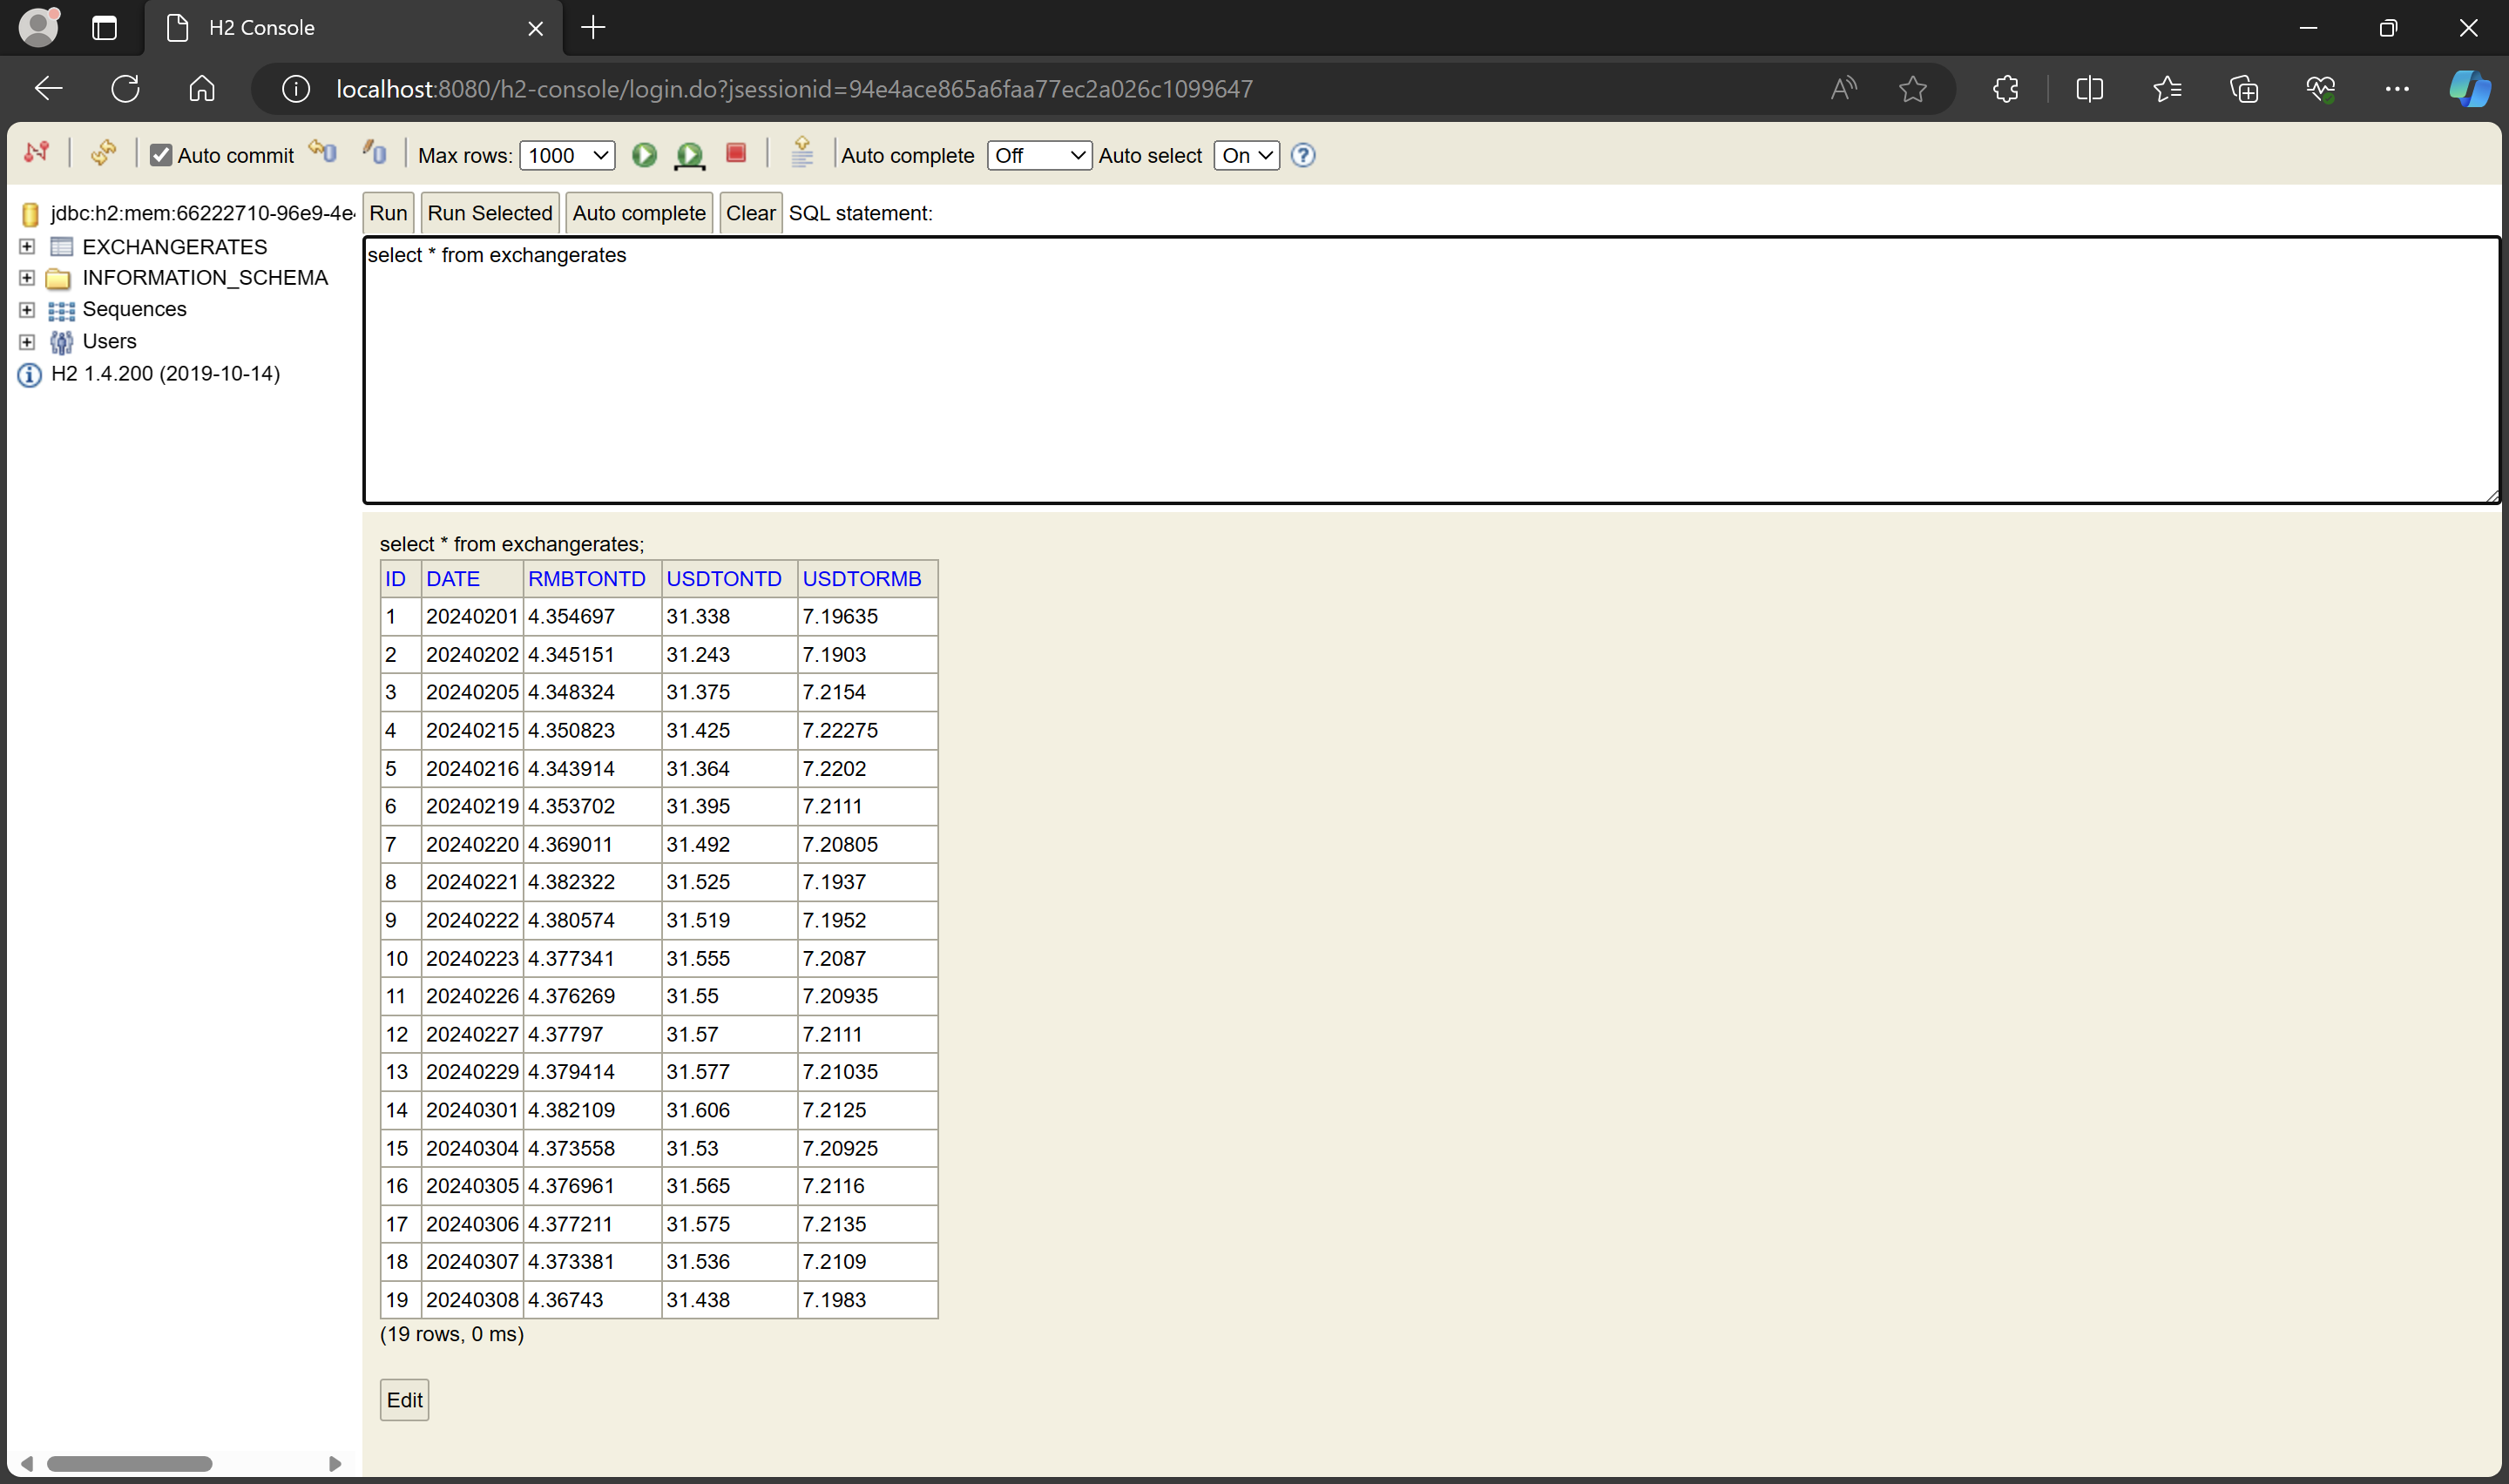 H2 Console
localhost:8080/h2-console/login.do?jsessionid=94e4ace865a6faa77ec2a026c1099647
Auto commit Max rows: 1000 Auto complete Off Auto select On
jdbc:h2:mem:66222710-96e9-4e
EXCHANGERATES
INFORMATION_SCHEMA
Sequences
Users
H2 1.4.200 (2019-10-14)
Run Run Selected Auto complete Clear SQL statement:
select * from exchangerates
select * from exchangerates;
ID DATE RMBTONTD USDTONTD USDTORMB
1 20240201 4.354697 31.338 7.19635
2 20240202 4.345151 31.243 7.1903
3 20240205 4.348324 31.375 7.2154
4 20240215 4.350823 31.425 7.22275
5 20240216 4.343914 31.364 7.2202
6 20240219 4.353702 31.395 7.2111
7 20240220 4.369011 31.492 7.20805
8 20240221 4.382322 31.525 7.1937
9 20240222 4.380574 31.519 7.1952
10 20240223 4.377341 31.555 7.2087
11 20240226 4.376269 31.55 7.20935
12 20240227 4.37797 31.57 7.2111
13 20240229 4.379414 31.577 7.21035
14 20240301 4.382109 31.606 7.2125
15 20240304 4.373558 31.53 7.20925
16 20240305 4.376961 31.565 7.2116
17 20240306 4.377211 31.575 7.2135
18 20240307 4.373381 31.536 7.2109
19 20240308 4.36743 31.438 7.1983
(19 rows, 0 ms)
Edit